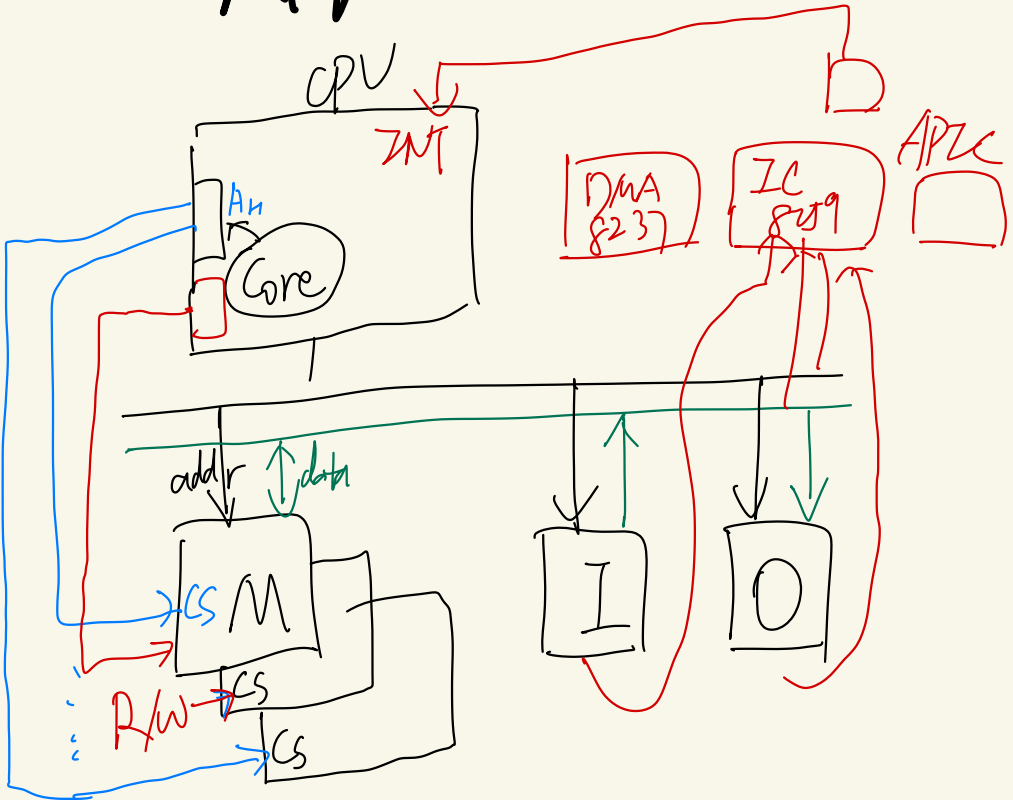 CPU
INT
An
Core
DMA
8237
IC
8259
APIC
addr
data
CS
M
I
O
R/W
CS
CS